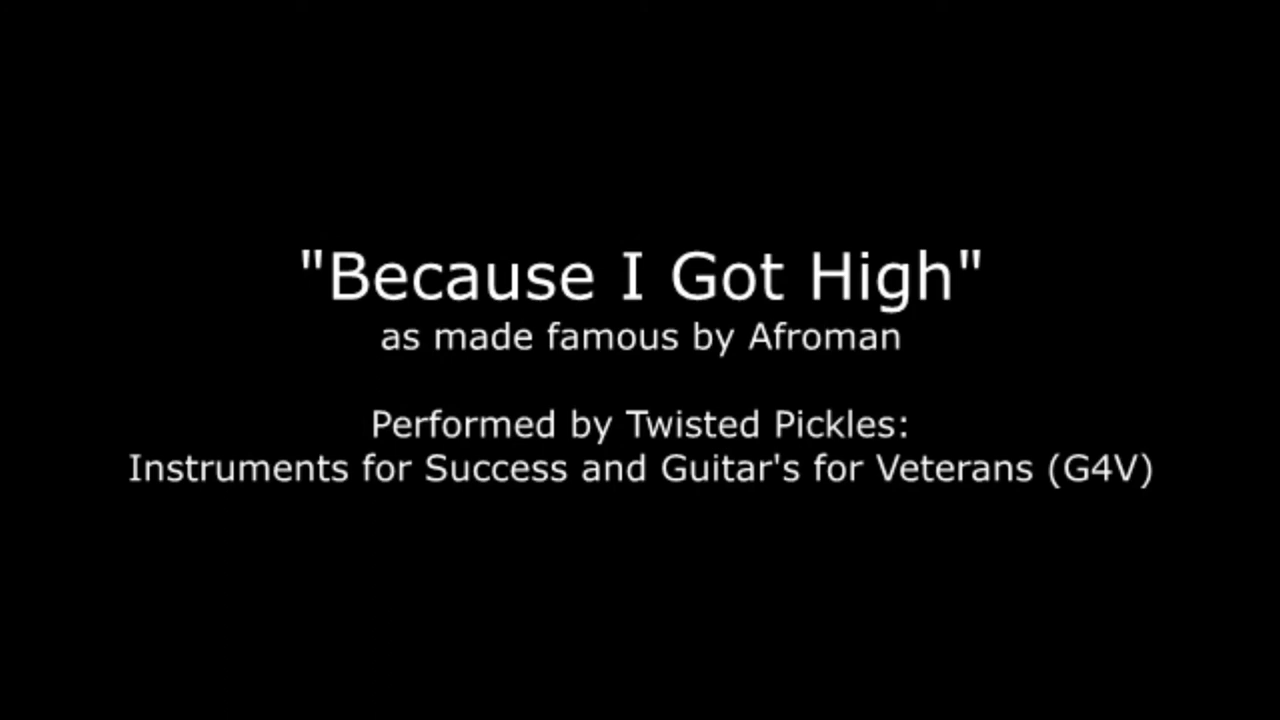 "Because I Got High"
as made famous by Afroman
Performed by Twisted Pickles:
Instruments for Success and Guitar's for Veterans (G4V)